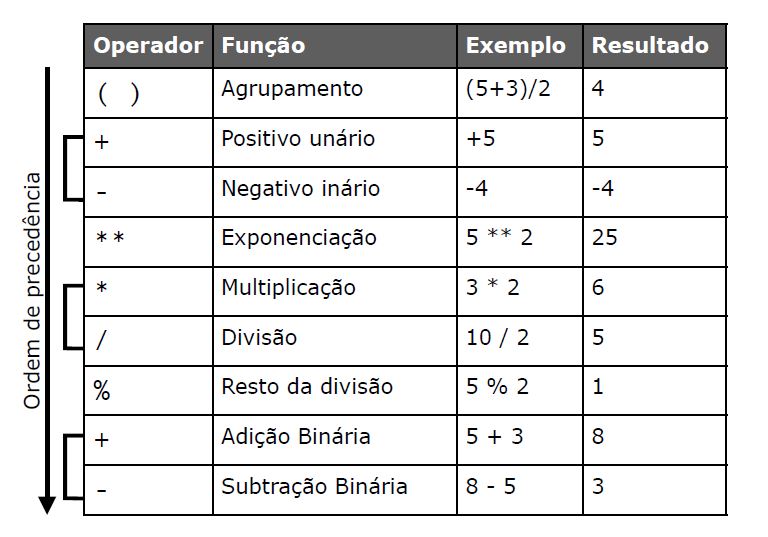 Operador Função Exemplo Resultado
( ) Agrupamento (5+3)/2 4
+ Positivo unário +5 5
- Negativo inário -4 -4
** Exponenciação 5 ** 2 25
* Multiplicação 3 * 2 6
/ Divisão 10 / 2 5
% Resto da divisão 5 % 2 1
+ Adição Binária 5 + 3 8
- Subtração Binária 8 - 5 3
Ordem de precedência